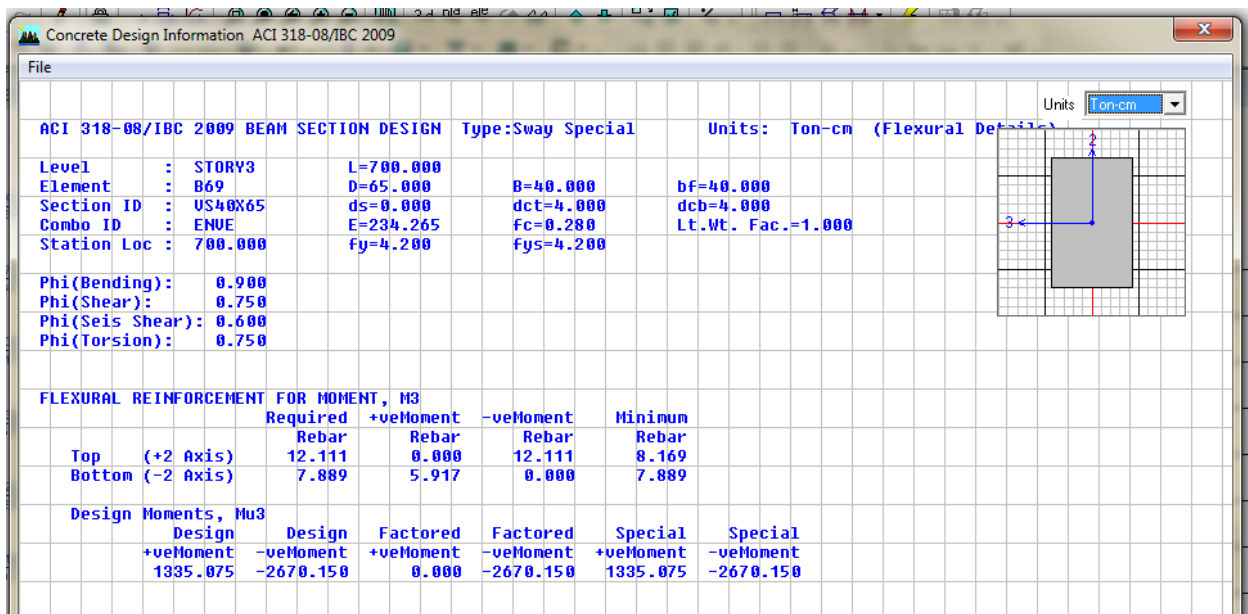 Concrete Design Information ACI 318-08/IBC 2009
File
Units Ton-cm
ACI 318-08/IBC 2009 BEAM SECTION DESIGN Type:Sway Special Units: Ton-cm (Flexural Details)
Level : STORY3 L=700.000
Element : B69 D=65.000 B=40.000 bf=40.000
Section ID : VS40X65 ds=0.000 dct=4.000 dcb=4.000
Combo ID : ENVE E=234.265 fc=0.280 Lt.Wt. Fac.=1.000
Station Loc : 700.000 fy=4.200 fys=4.200
2
3
Phi(Bending): 0.900
Phi(Shear): 0.750
Phi(Seis Shear): 0.600
Phi(Torsion): 0.750
FLEXURAL REINFORCEMENT FOR MOMENT, M3
Required +veMoment -veMoment Minimum
Rebar Rebar Rebar Rebar
Top (+2 Axis) 12.111 0.000 12.111 8.169
Bottom (-2 Axis) 7.889 5.917 0.000 7.889
Design Moments, Mu3
Design Design Factored Factored Special Special
+veMoment -veMoment +veMoment -veMoment +veMoment -veMoment
1335.075 -2670.150 0.000 -2670.150 1335.075 -2670.150